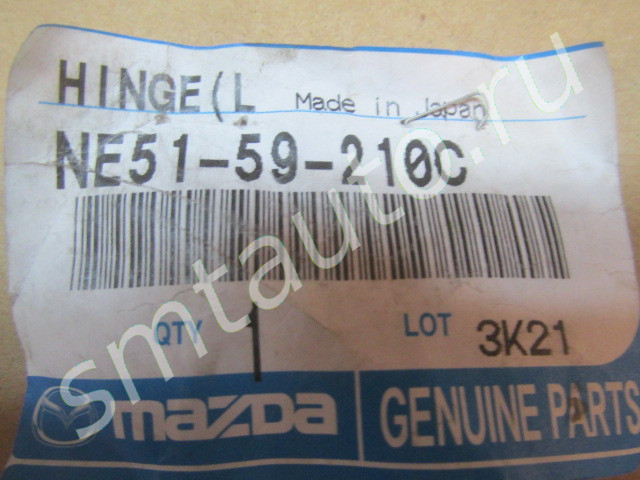 HINGE(L Made in Japan
NE51-59-210C
QTY 1 LOT 3K21
mazda GENUINE PARTS
smtauto.ru